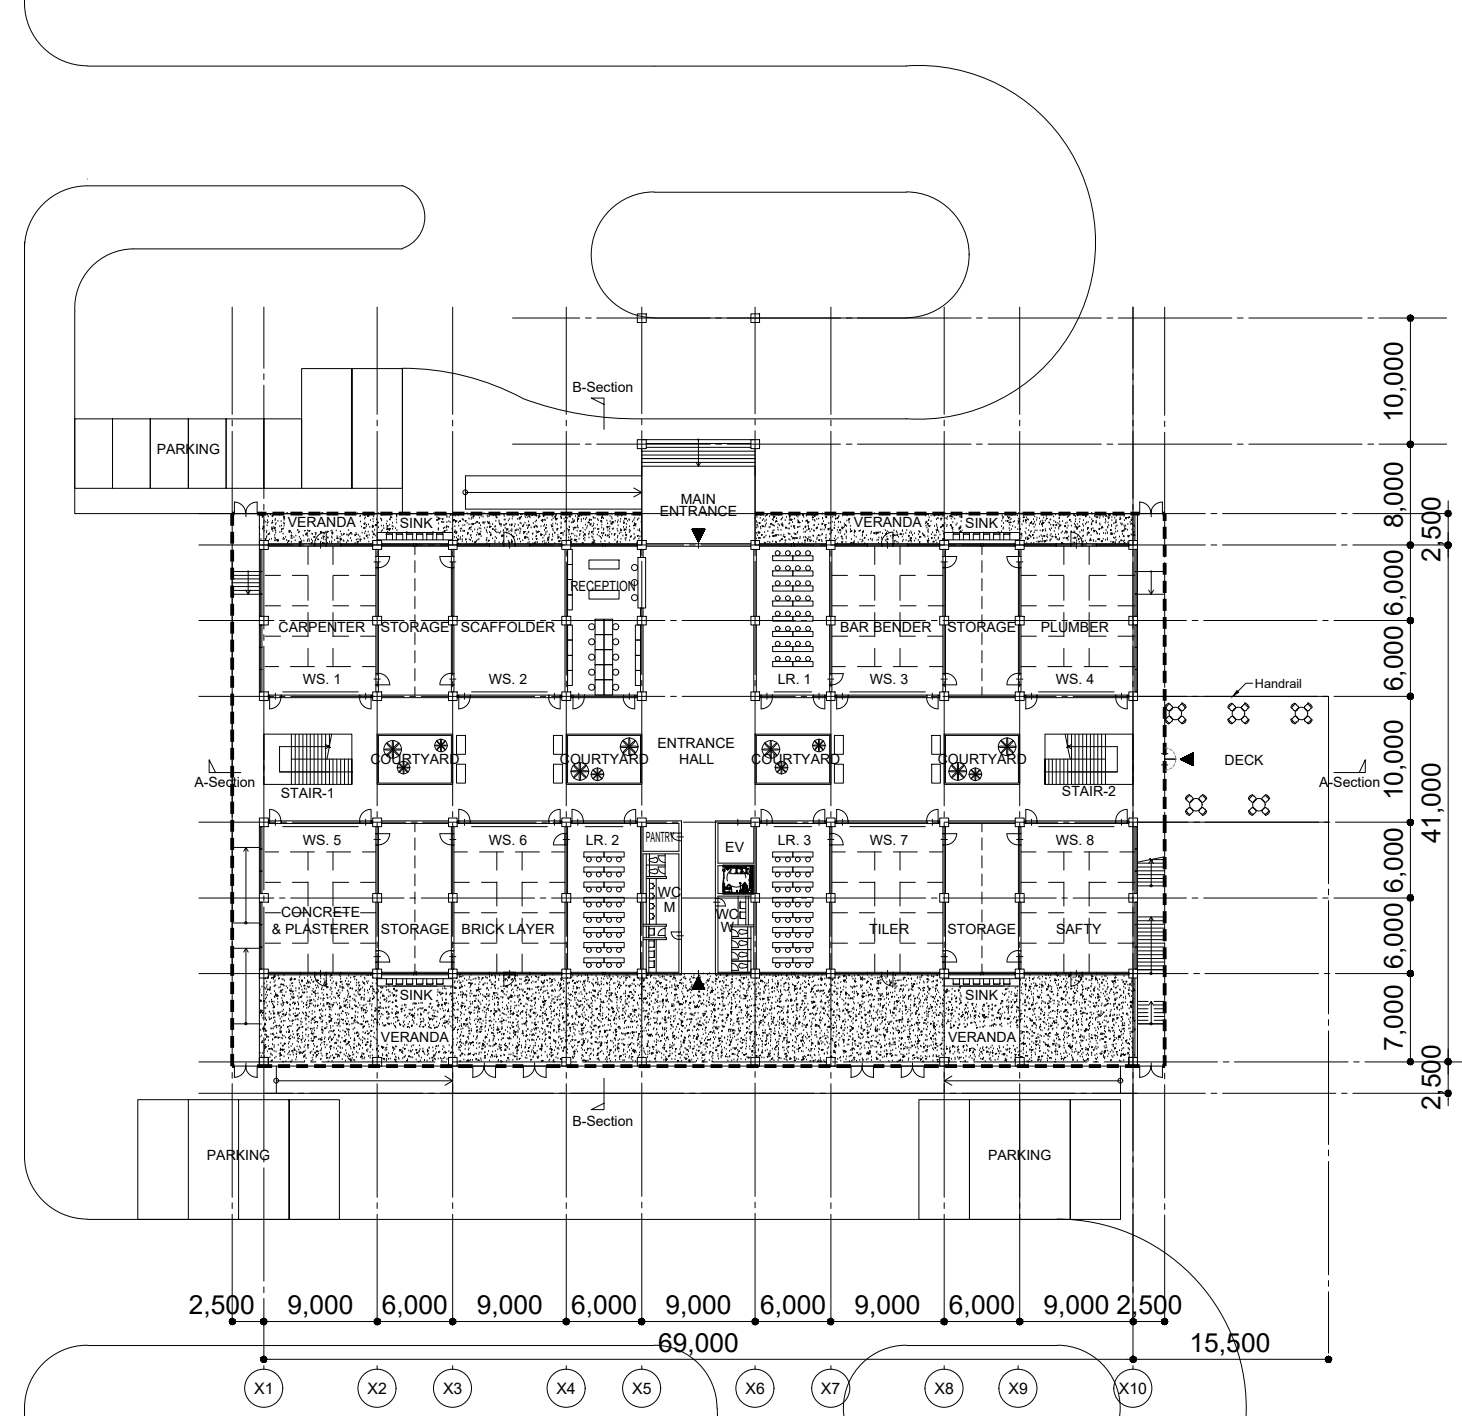 B-Section
10,000
PARKING
8,000
MAIN
ENTRANCE
VERANDA
SINK
VERANDA
SINK
2,500
RECEPTION
6,000
CARPENTER
STORAGE
SCAFFOLDER
BAR BENDER
STORAGE
PLUMBER
6,000
WS. 1
WS. 2
LR. 1
WS. 3
WS. 4
Handrail
COURTYARD
COURTYARD
ENTRANCE
HALL
COURTYARD
COURTYARD
DECK
10,000
A-Section
STAIR-1
STAIR-2
A-Section
41,000
WS. 5
WS. 6
LR. 2
PANTRY
EV
LR. 3
WS. 7
WS. 8
6,000
WC
M
WC
W
CONCRETE
& PLASTERER
STORAGE
BRICK LAYER
TILER
STORAGE
SAFTY
6,000
SINK
SINK
7,000
VERANDA
VERANDA
2,500
B-Section
PARKING
PARKING
2,500
9,000
6,000
9,000
6,000
9,000
6,000
9,000
6,000
9,000
2,500
69,000
15,500
X1
X2
X3
X4
X5
X6
X7
X8
X9
X10